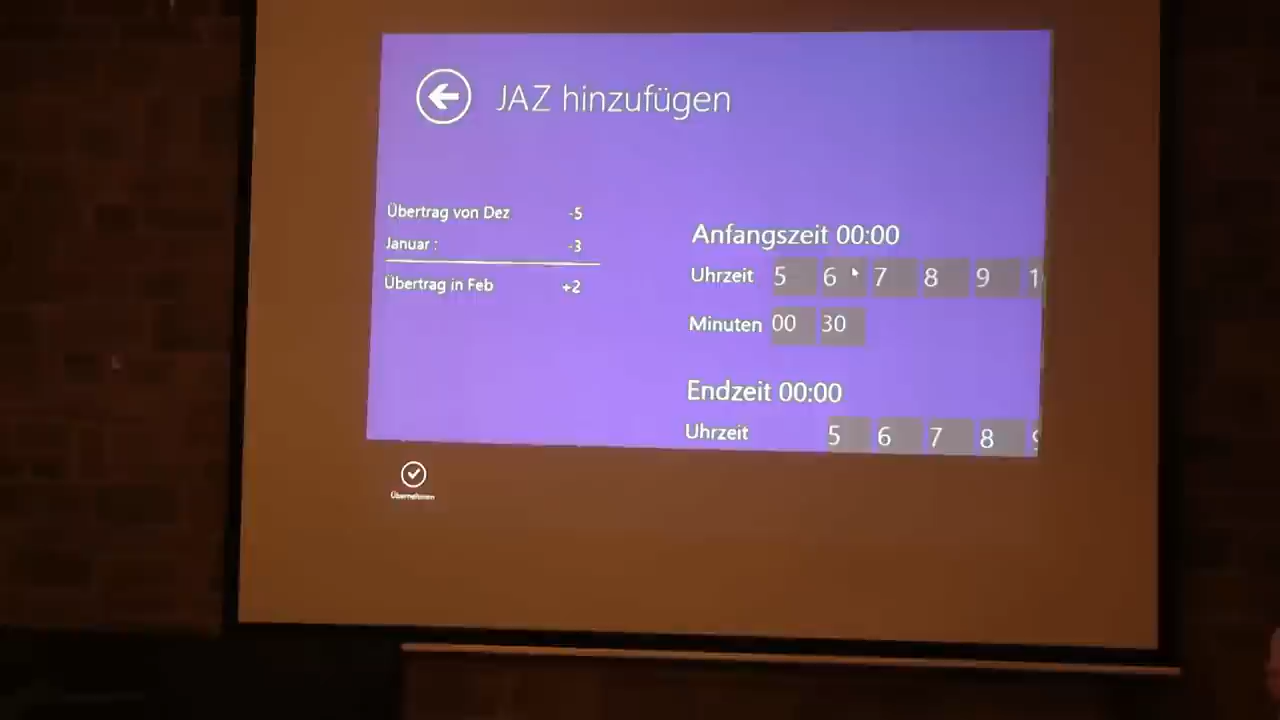 JAZ hinzufügen
Übertrag von Dez -5
Januar : -3
Übertrag in Feb +2
Anfangszeit 00:00
Uhrzeit 5 6 7 8 9
Minuten 00 30
Endzeit 00:00
Uhrzeit 5 6 7 8
Übernehmen